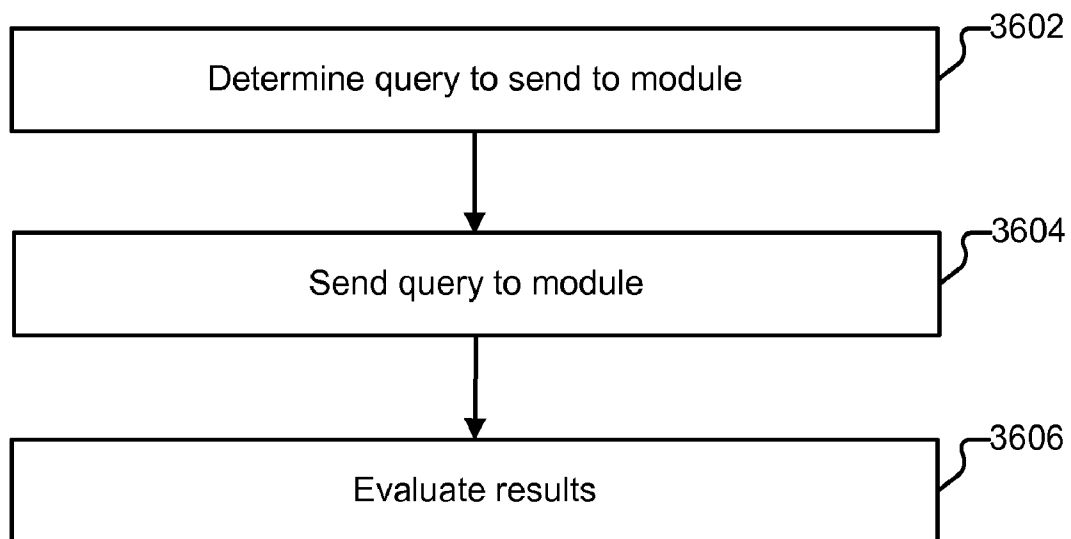 3602
Determine query to send to module
3604
Send query to module
3606
Evaluate results